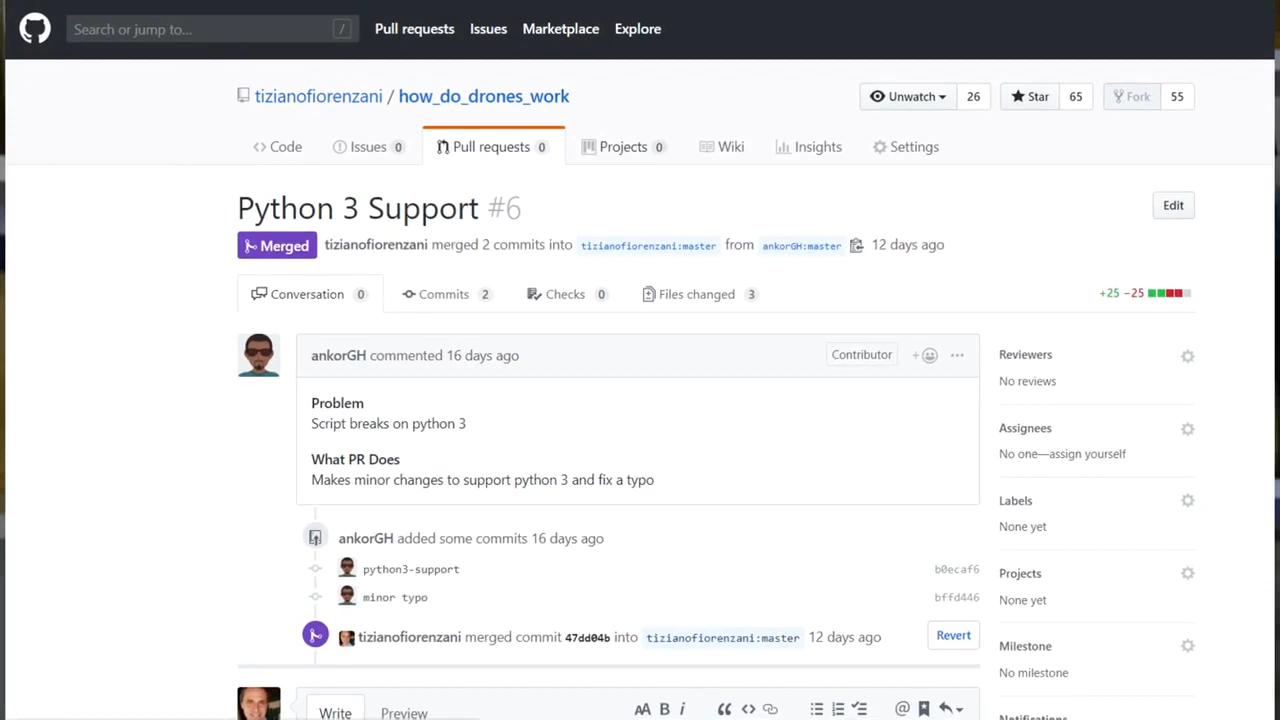 Search or jump to... / Pull requests Issues Marketplace Explore
tizianofiorenzani / how_do_drones_work Unwatch 26 Star 65 Fork 55
Code Issues 0 Pull requests 0 Projects 0 Wiki Insights Settings
Python 3 Support #6 Edit
Merged tizianofiorenzani merged 2 commits into tizianofiorenzani:master from ankorGH:master 12 days ago
Conversation 0 Commits 2 Checks 0 Files changed 3 +25 −25
ankorGH commented 16 days ago Contributor
Problem
Script breaks on python 3
What PR Does
Makes minor changes to support python 3 and fix a typo
ankorGH added some commits 16 days ago
python3-support b0ecaf6
minor typo bffd446
tizianofiorenzani merged commit 47dd04b into tizianofiorenzani:master 12 days ago Revert
Write Preview AA B i
Reviewers
No reviews
Assignees
No one—assign yourself
Labels
None yet
Projects
None yet
Milestone
No milestone
Notifications